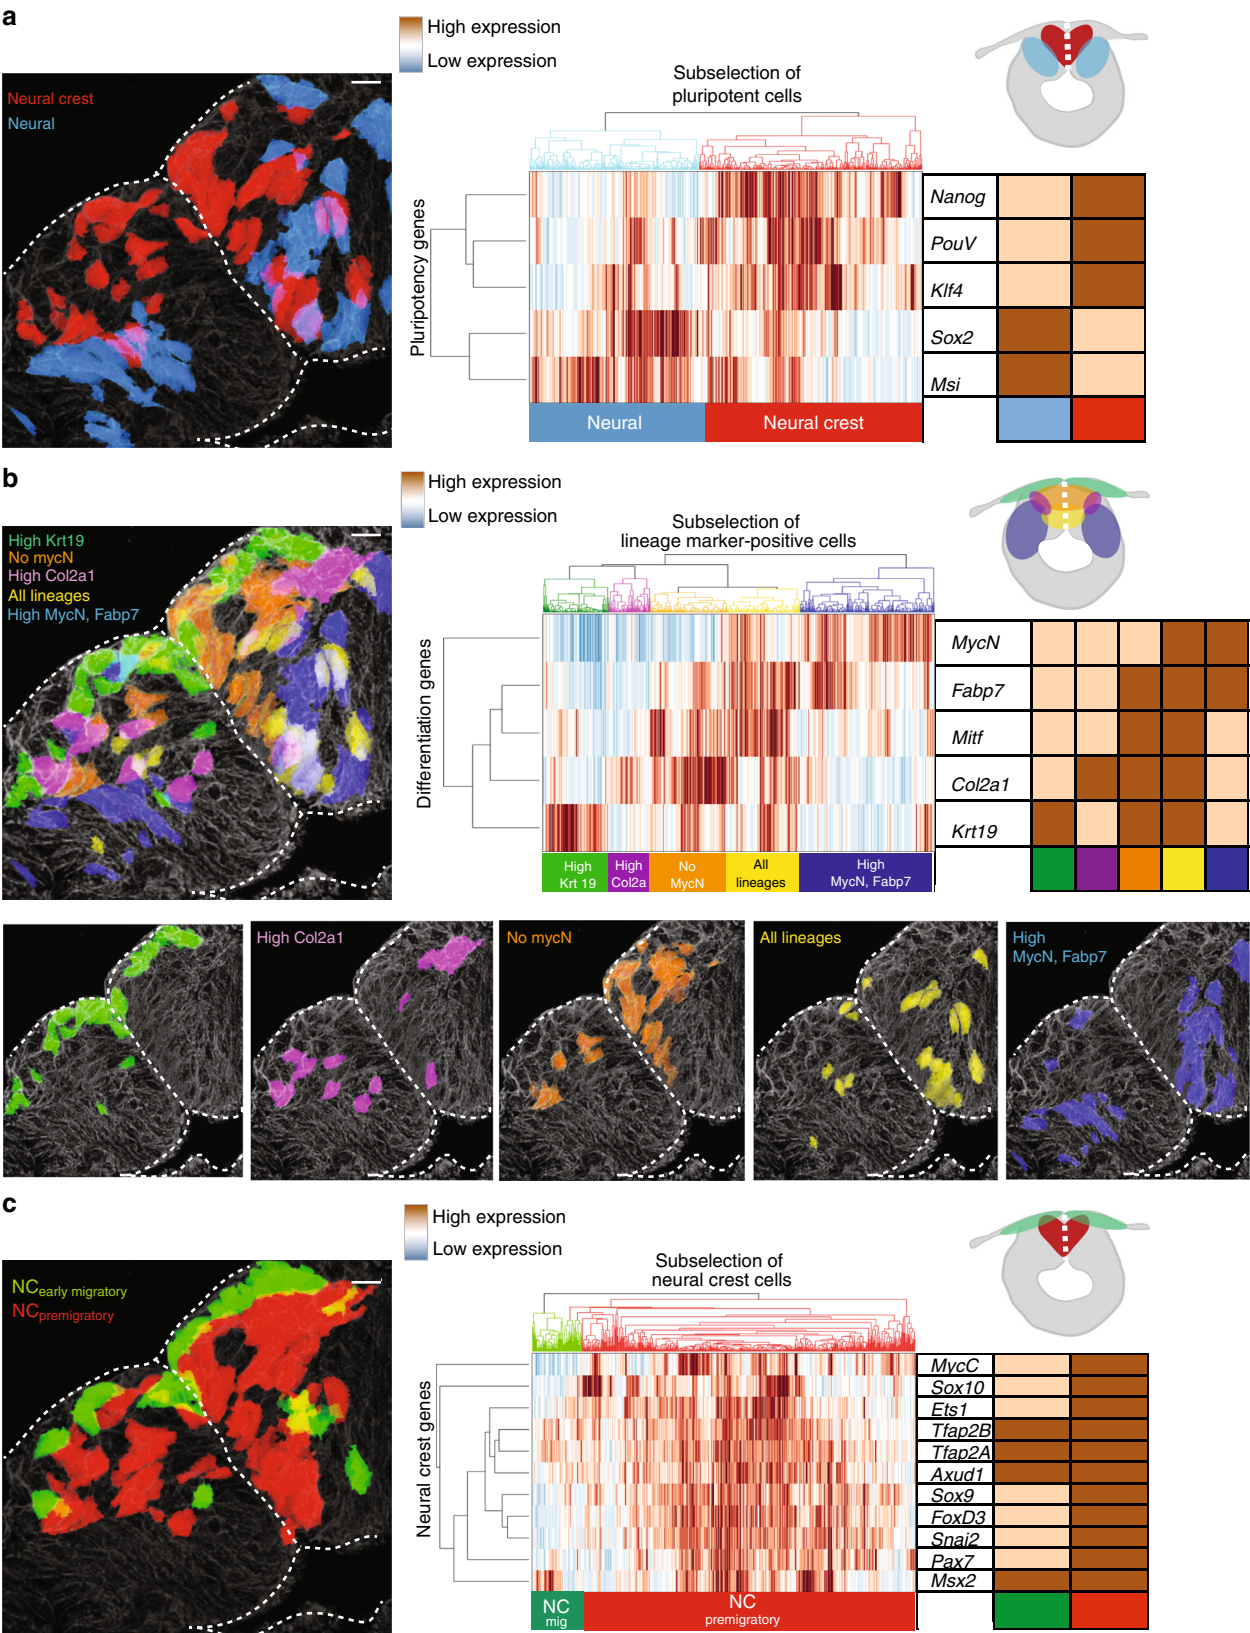 a
Neural crest
Neural
High expression
Low expression
Subselection of
pluripotent cells
Pluripotency genes
Nanog
PouV
Klf4
Sox2
Msi
Neural
Neural crest
b
High Krt19
No mycN
High Col2a1
All lineages
High MycN, Fabp7
High expression
Low expression
Subselection of
lineage marker-positive cells
Differentiation genes
MycN
Fabp7
Mitf
Col2a1
Krt19
High
Krt 19
High
Col2a
No
MycN
All
lineages
High
MycN, Fabp7
High Col2a1
No mycN
All lineages
High
MycN, Fabp7
c
NCearly migratory
NCpremigratory
High expression
Low expression
Subselection of
neural crest cells
Neural crest genes
MycC
Sox10
Ets1
Tfap2B
Tfap2A
Axud1
Sox9
FoxD3
Snai2
Pax7
Msx2
NC
mig
NC
premigratory